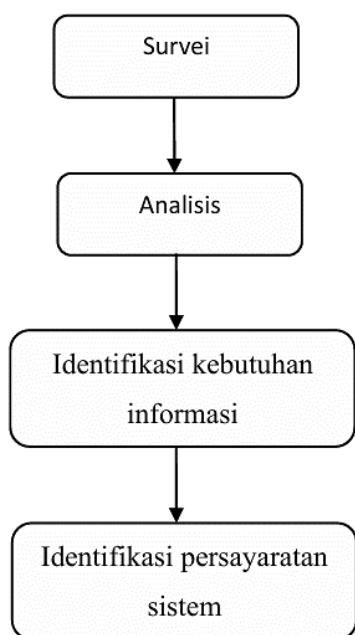 Survei
Analisis
Identifikasi kebutuhan
informasi
Identifikasi persayaratan
sistem